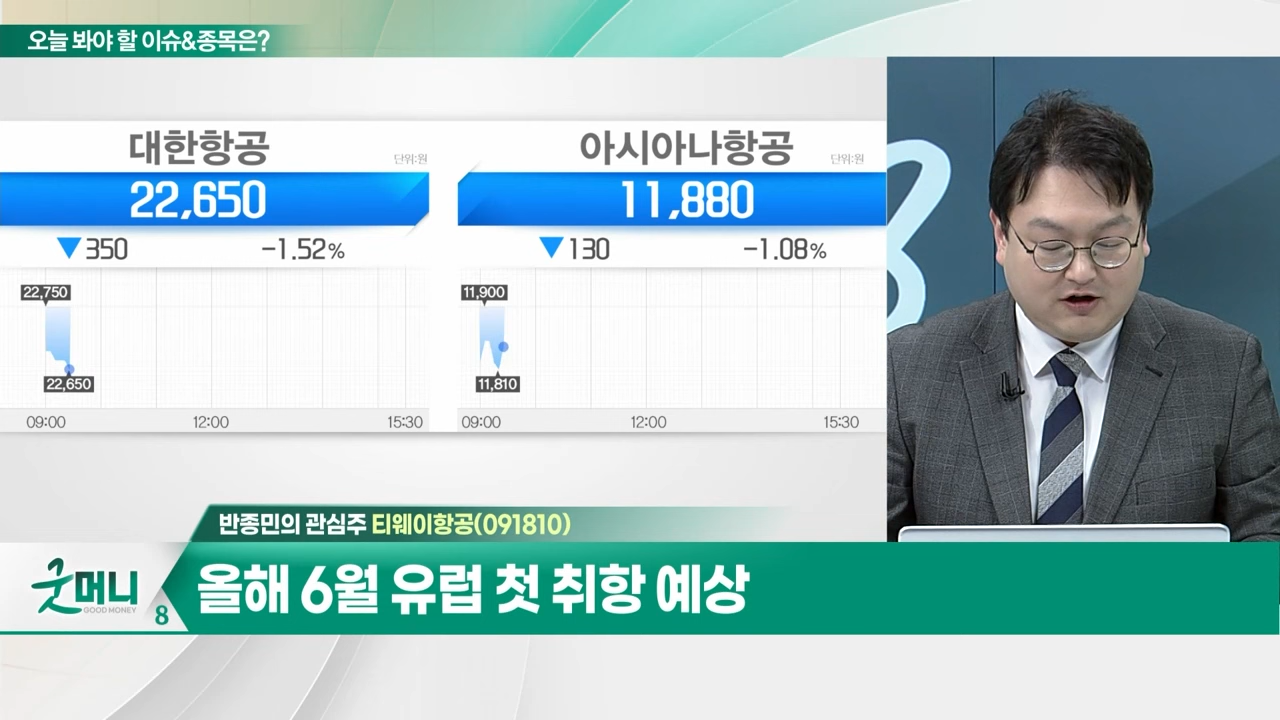 오늘 봐야 할 이슈&종목은?
대한항공
단위:원
22,650
▼350 -1.52%
22,750
22,650
09:00 12:00 15:30
아시아나항공
단위:원
11,880
▼130 -1.08%
11,900
11,810
09:00 12:00 15:30
반종민의 관심주 티웨이항공(091810)
굿머니
GOOD MONEY
8
올해 6월 유럽 첫 취항 예상